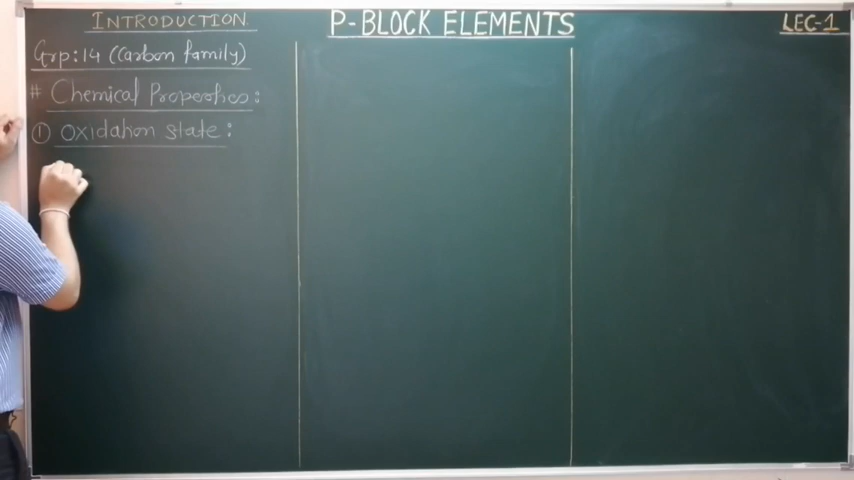 INTRODUCTION
P-BLOCK ELEMENTS
LEC-1
Grp:14 (Carbon family)
# Chemical Properties:
① Oxidation state: